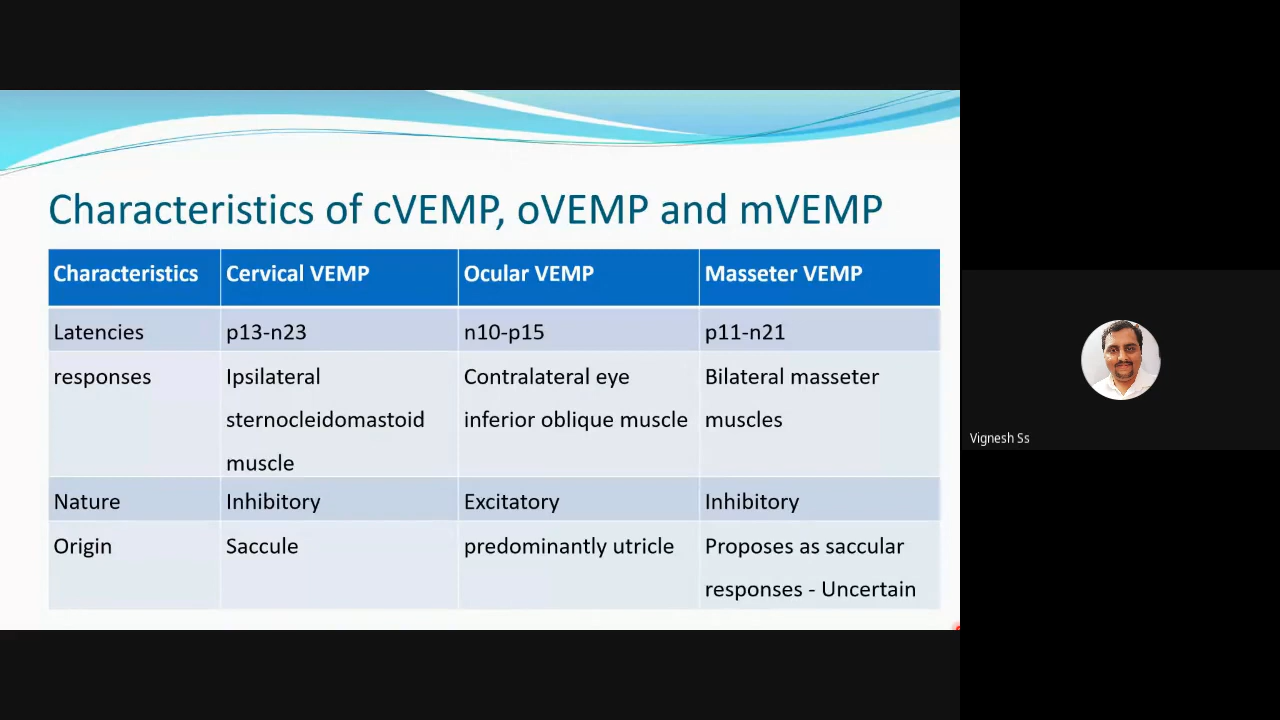 Characteristics of cVEMP, oVEMP and mVEMP
Characteristics Cervical VEMP Ocular VEMP Masseter VEMP
Latencies p13-n23 n10-p15 p11-n21
responses Ipsilateral Contralateral eye Bilateral masseter
sternocleidomastoid inferior oblique muscle muscles
muscle
Nature Inhibitory Excitatory Inhibitory
Origin Saccule predominantly utricle Proposes as saccular
responses - Uncertain
Vignesh Ss